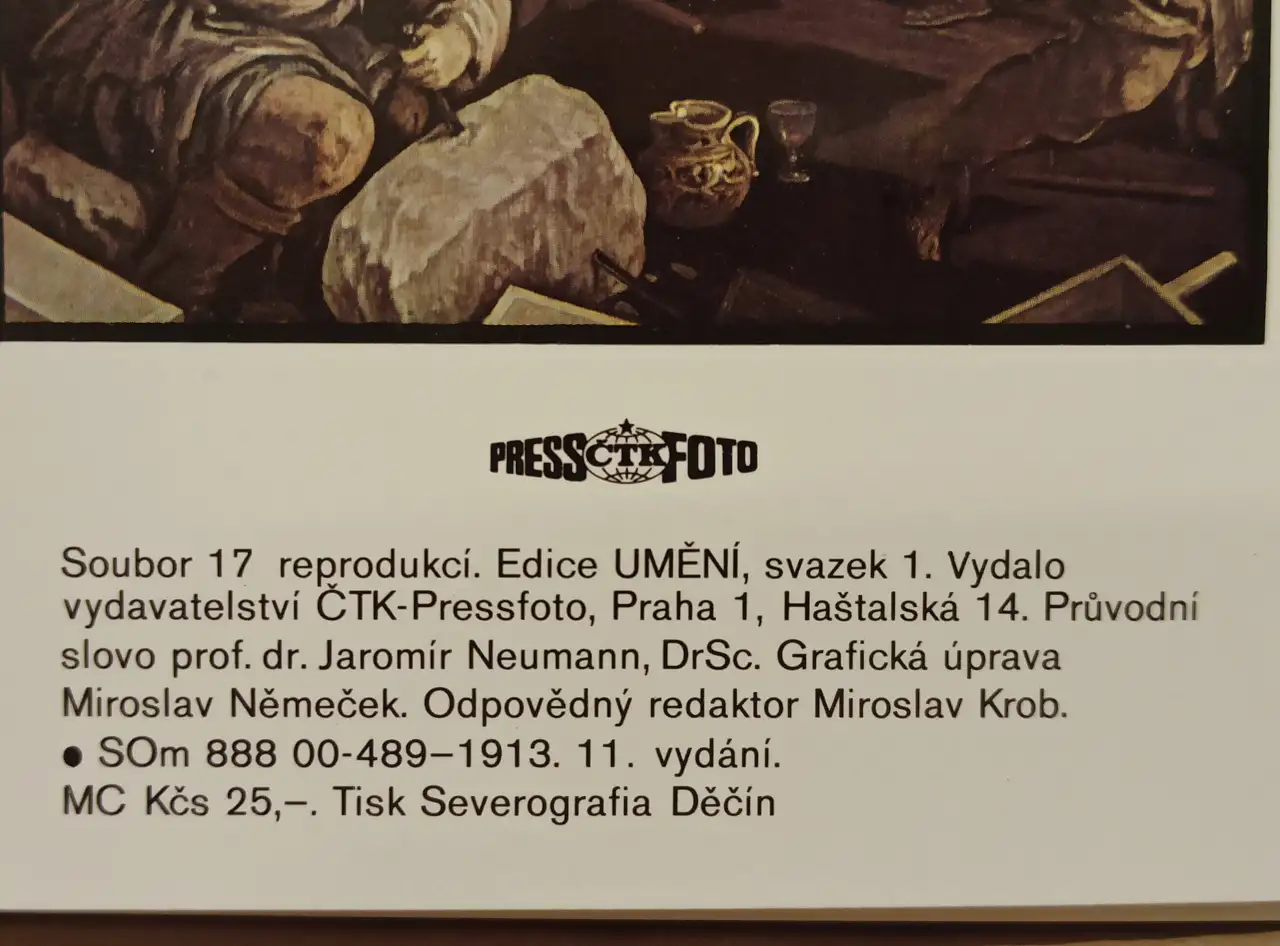 PRESS ČTK FOTO
Soubor 17 reprodukcí. Edice UMĚNÍ, svazek 1. Vydalo
vydavatelství ČTK-Pressfoto, Praha 1, Haštalská 14. Průvodní
slovo prof. dr. Jaromír Neumann, DrSc. Grafická úprava
Miroslav Němeček. Odpovědný redaktor Miroslav Krob.
● SOm 888 00-489–1913. 11. vydání.
MC Kčs 25,–. Tisk Severografia Děčín